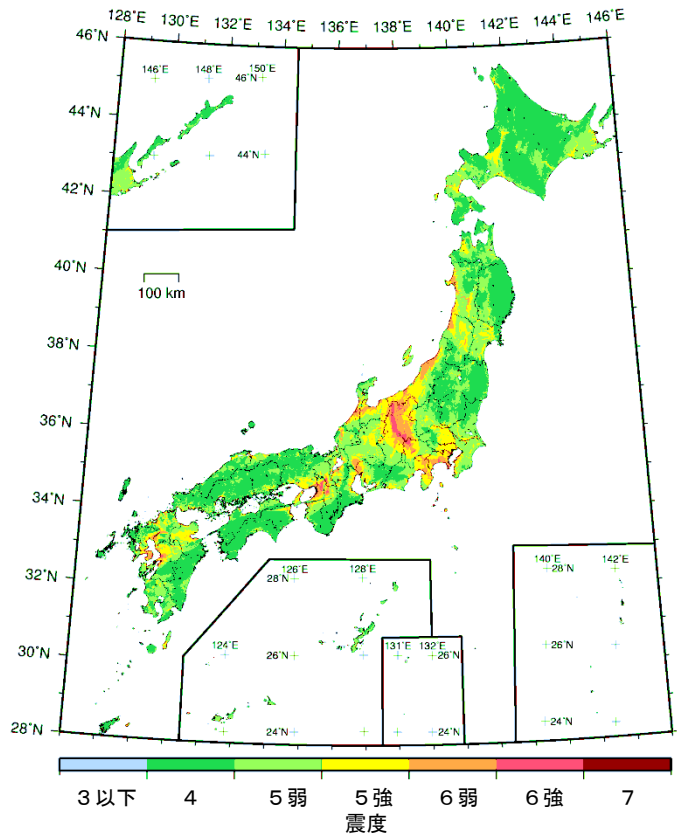 128°E 130°E 132°E 134°E 136°E 138°E 140°E 142°E 144°E 146°E
46°N
146°E 148°E 150°E
46°N
44°N
44°N
42°N
40°N
100 km
38°N
36°N
34°N
32°N
126°E 128°E
28°N
140°E 142°E
28°N
30°N
124°E
26°N
131°E 132°E
26°N
26°N
28°N
24°N
24°N
24°N
3以下 4 5弱 5強 6弱 6強 7
震度